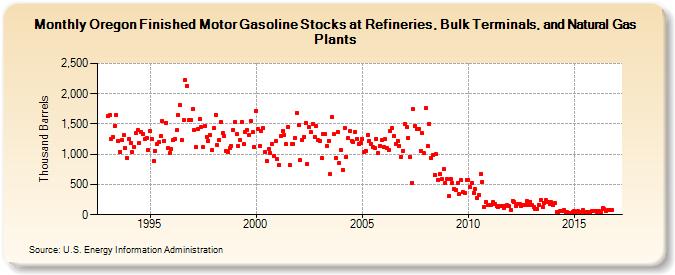 Monthly Oregon Finished Motor Gasoline Stocks at Refineries, Bulk Terminals, and Natural Gas
Plants
Thousand Barrels
2,500
2,000
1,500
1,000
500
0
1995
2000
2005
2010
2015
Source: U.S. Energy Information Administration